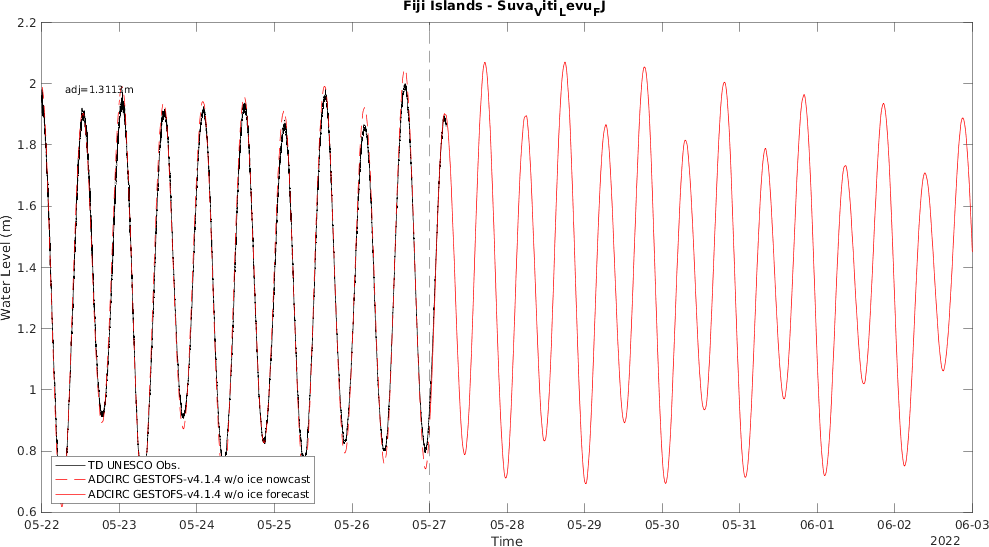 Fiji Islands - Suva_Viti_Levu_FJ
2.2
2
1.8
1.6
1.4
1.2
1
0.8
0.6
Water Level (m)
adj=1.3113m
TD UNESCO Obs.
ADCIRC GESTOFS-v4.1.4 w/o ice nowcast
ADCIRC GESTOFS-v4.1.4 w/o ice forecast
05-22 05-23 05-24 05-25 05-26 05-27 05-28 05-29 05-30 05-31 06-01 06-02 06-03
Time
2022